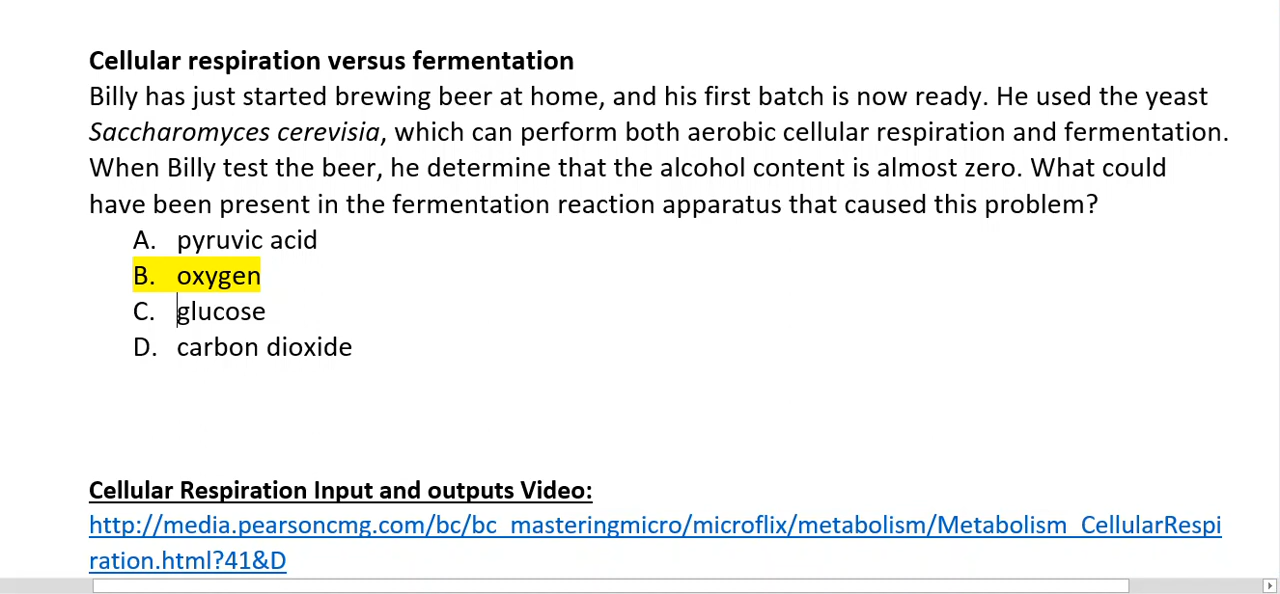 Cellular respiration versus fermentation
Billy has just started brewing beer at home, and his first batch is now ready. He used the yeast
Saccharomyces cerevisia, which can perform both aerobic cellular respiration and fermentation.
When Billy test the beer, he determine that the alcohol content is almost zero. What could
have been present in the fermentation reaction apparatus that caused this problem?
A. pyruvic acid
B. oxygen
C. glucose
D. carbon dioxide
Cellular Respiration Input and outputs Video:
http://media.pearsoncmg.com/bc/bc_masteringmicro/microflix/metabolism/Metabolism_CellularRespi
ration.html?41&D